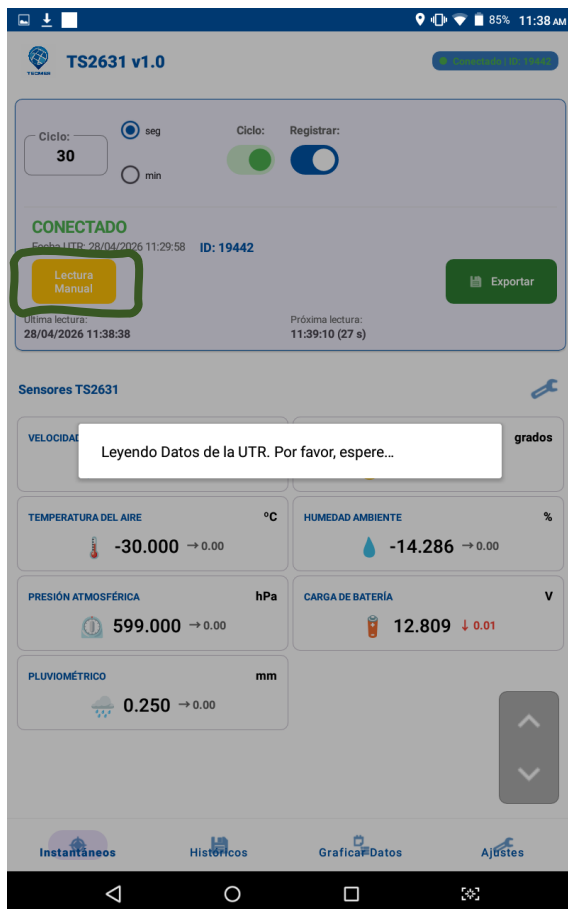 85% 11:38 AM
TECMES
TS2631 v1.0
Conectado | ID: 19442
Ciclo:
30
seg
min
Ciclo:
Registrar:
CONECTADO
Fecha UTR: 28/04/2026 11:29:58
ID: 19442
Lectura
Manual
Exportar
Última lectura:
28/04/2026 11:38:38
Próxima lectura:
11:39:10 (27 s)
Sensores TS2631
VELOCIDAD
grados
Leyendo Datos de la UTR. Por favor, espere...
TEMPERATURA DEL AIRE
°C
-30.000 → 0.00
HUMEDAD AMBIENTE
%
-14.286 → 0.00
PRESIÓN ATMOSFÉRICA
hPa
599.000 → 0.00
CARGA DE BATERÍA
V
12.809 ↓ 0.01
PLUVIOMÉTRICO
mm
0.250 → 0.00
Instantáneos
Históricos
Graficar Datos
Ajustes